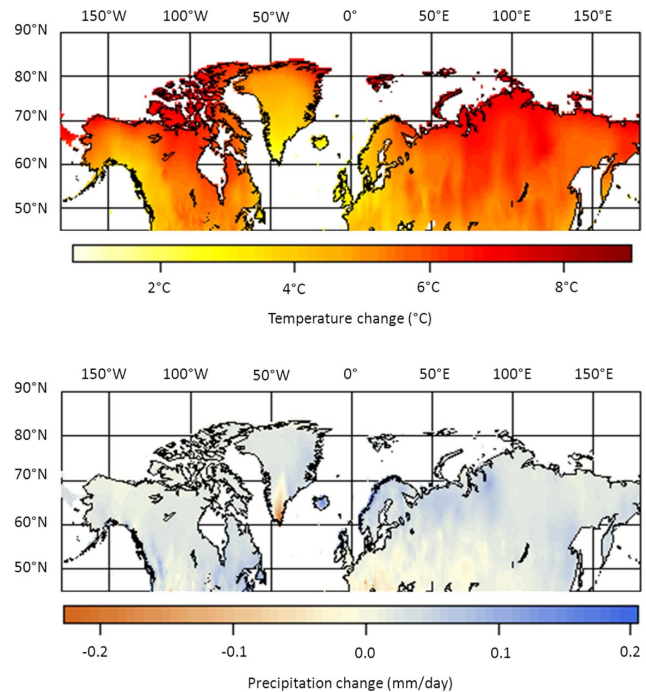 150°W 100°W 50°W 0° 50°E 100°E 150°E
90°N
80°N
70°N
60°N
50°N
2°C 4°C 6°C 8°C
Temperature change (°C)
150°W 100°W 50°W 0° 50°E 100°E 150°E
90°N
80°N
70°N
60°N
50°N
-0.2 -0.1 0.0 0.1 0.2
Precipitation change (mm/day)